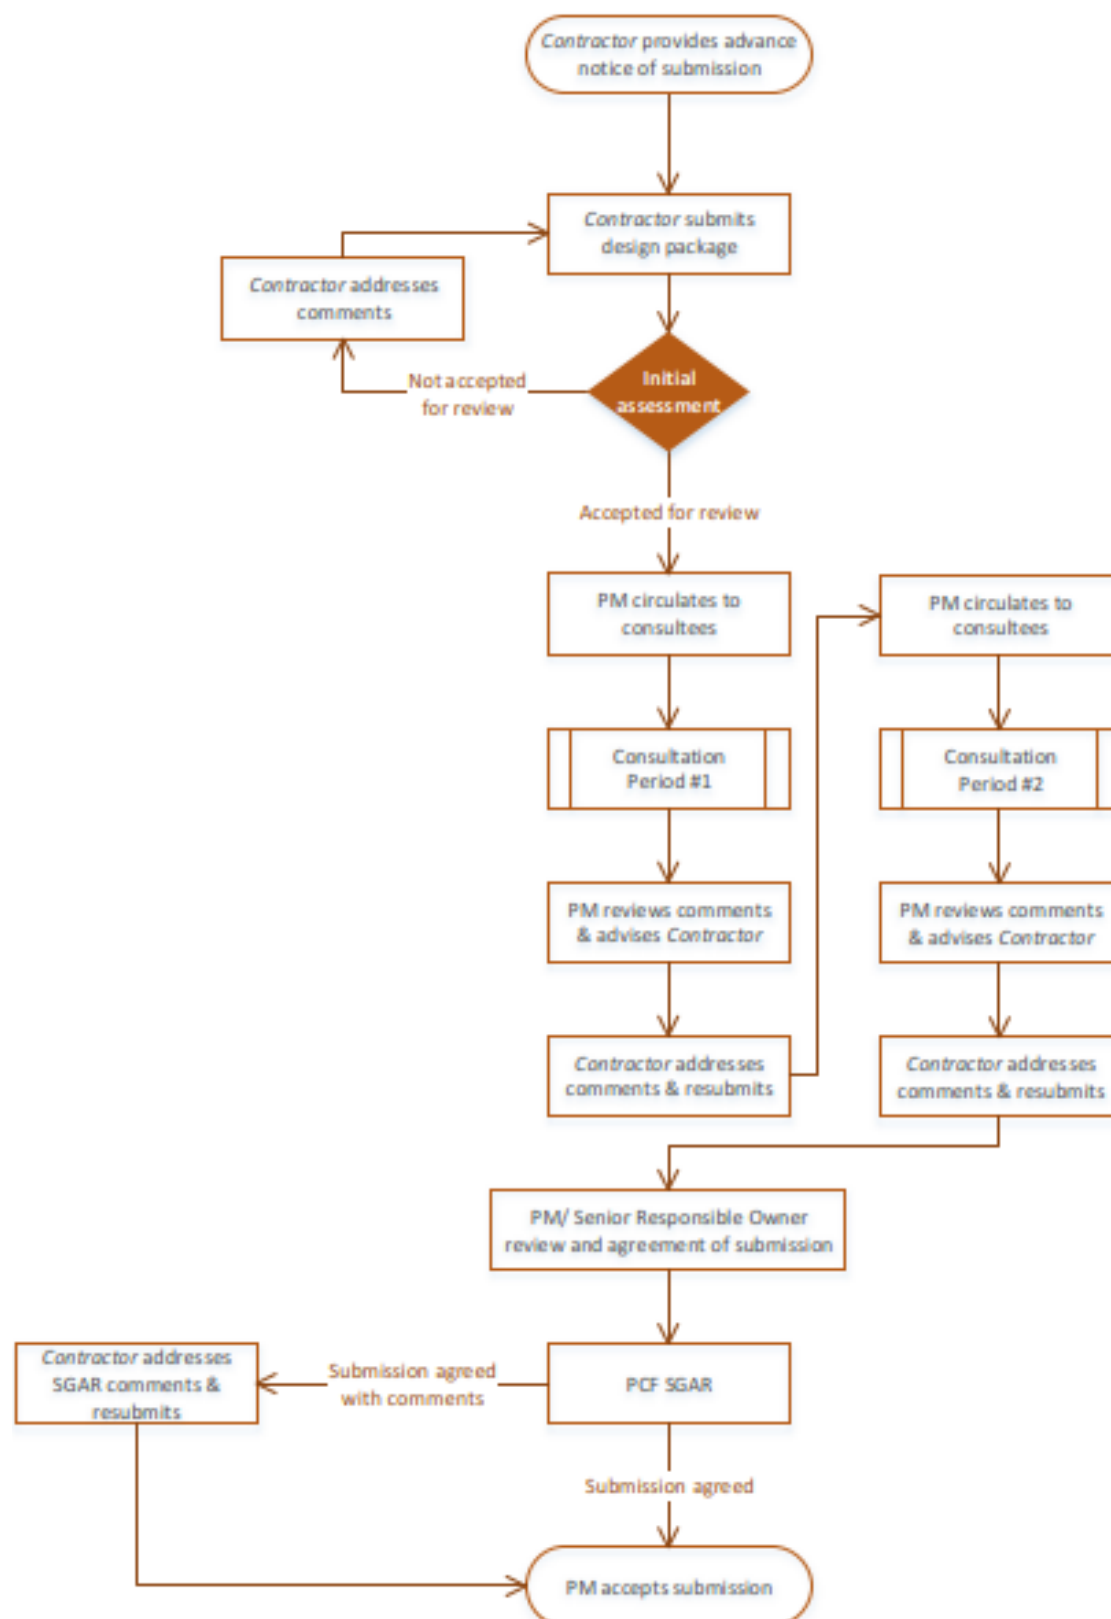 Contractor provides advance
notice of submission
Contractor submits
design package
Contractor addresses
comments
Not accepted
for review
Initial
assessment
Accepted for review
PM circulates to
consultees
Consultation
Period #1
PM reviews comments
& advises Contractor
Contractor addresses
comments & resubmits
PM circulates to
consultees
Consultation
Period #2
PM reviews comments
& advises Contractor
Contractor addresses
comments & resubmits
PM/ Senior Responsible Owner
review and agreement of submission
PCF SGAR
Submission agreed
with comments
Contractor addresses
SGAR comments &
resubmits
Submission agreed
PM accepts submission